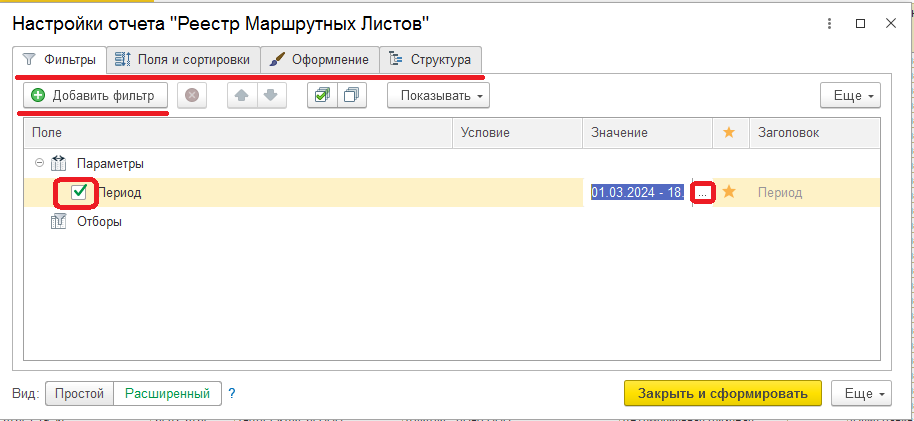 Настройки отчета "Реестр Маршрутных Листов"
Фильтры Поля и сортировки Оформление Структура
Добавить фильтр Показывать Еще
Поле Условие Значение Заголовок
Параметры
Период 01.03.2024 - 18. ... Период
Отборы
Вид: Простой Расширенный ? Закрыть и сформировать Еще